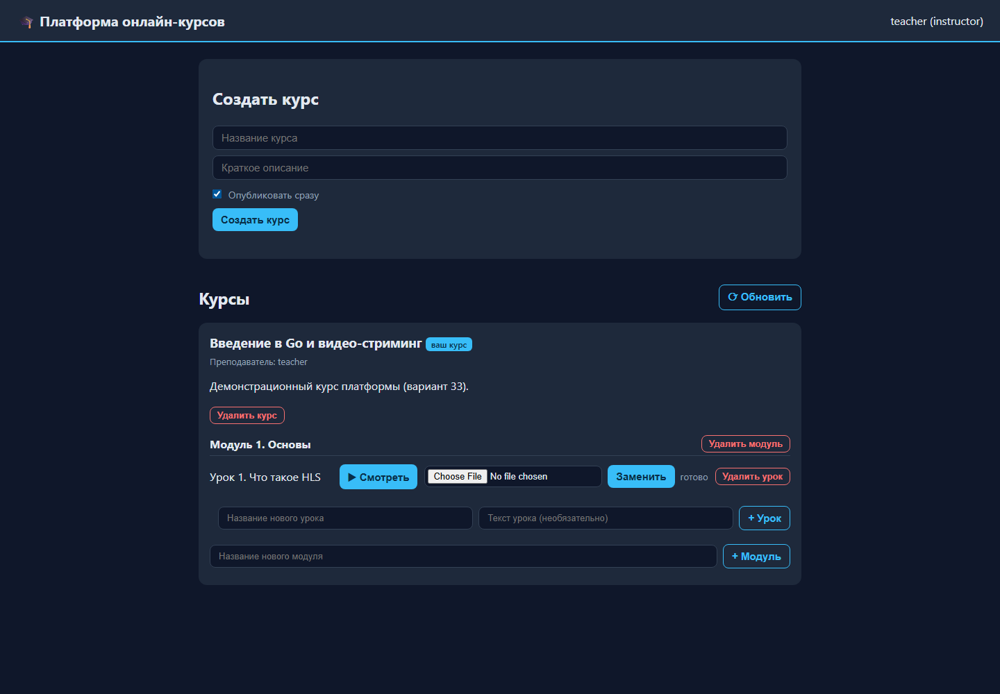 Платформа онлайн-курсов
teacher (instructor)
Создать курс
Название курса
Краткое описание
Опубликовать сразу
Создать курс
Курсы
⟳ Обновить
Введение в Go и видео-стриминг ваш курс
Преподаватель: teacher
Демонстрационный курс платформы (вариант 33).
Удалить курс
Модуль 1. Основы
Удалить модуль
Урок 1. Что такое HLS ▶ Смотреть Choose File No file chosen Заменить готово Удалить урок
Название нового урока Текст урока (необязательно) + Урок
Название нового модуля + Модуль